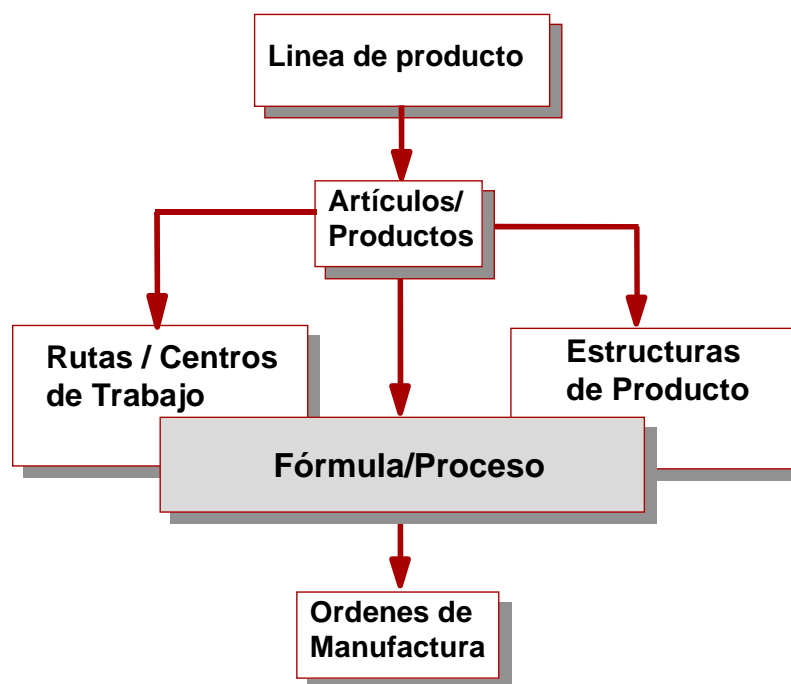 Linea de producto
Artículos/
Productos
Rutas / Centros
de Trabajo
Estructuras
de Producto
Fórmula/Proceso
Ordenes de
Manufactura